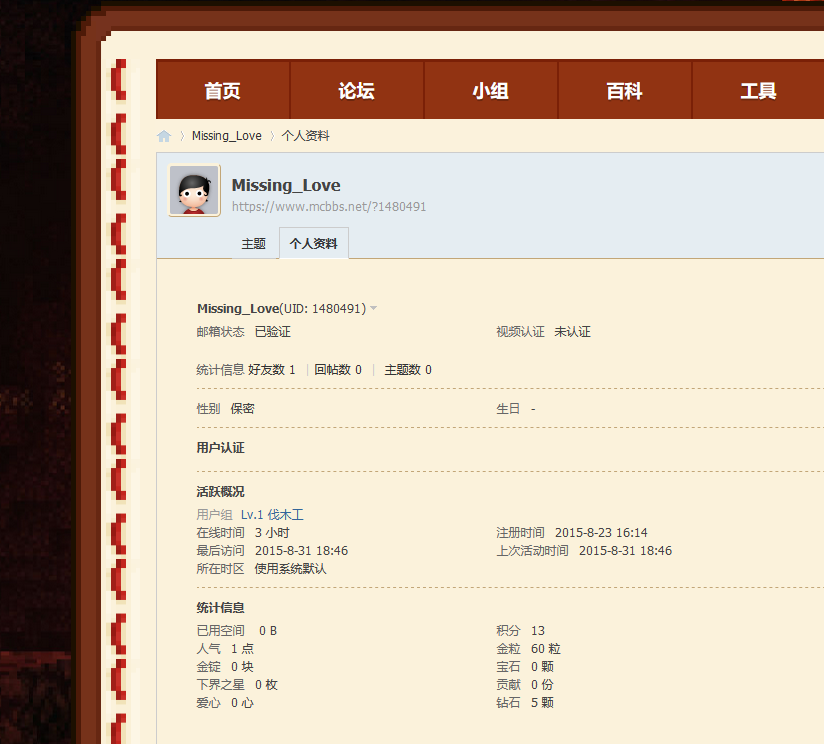 首页 论坛 小组 百科 工具
Missing_Love 个人资料
Missing_Love
https://www.mcbbs.net/?1480491
主题 个人资料
Missing_Love(UID: 1480491)
邮箱状态 已验证 视频认证 未认证
统计信息 好友数 1 | 回帖数 0 | 主题数 0
性别 保密 生日 -
用户认证
活跃概况
用户组 Lv.1 伐木工
在线时间 3 小时 注册时间 2015-8-23 16:14
最后访问 2015-8-31 18:46 上次活动时间 2015-8-31 18:46
所在时区 使用系统默认
统计信息
已用空间 0 B 积分 13
人气 1 点 金粒 60 粒
金锭 0 块 宝石 0 颗
下界之星 0 枚 贡献 0 份
爱心 0 心 钻石 5 颗